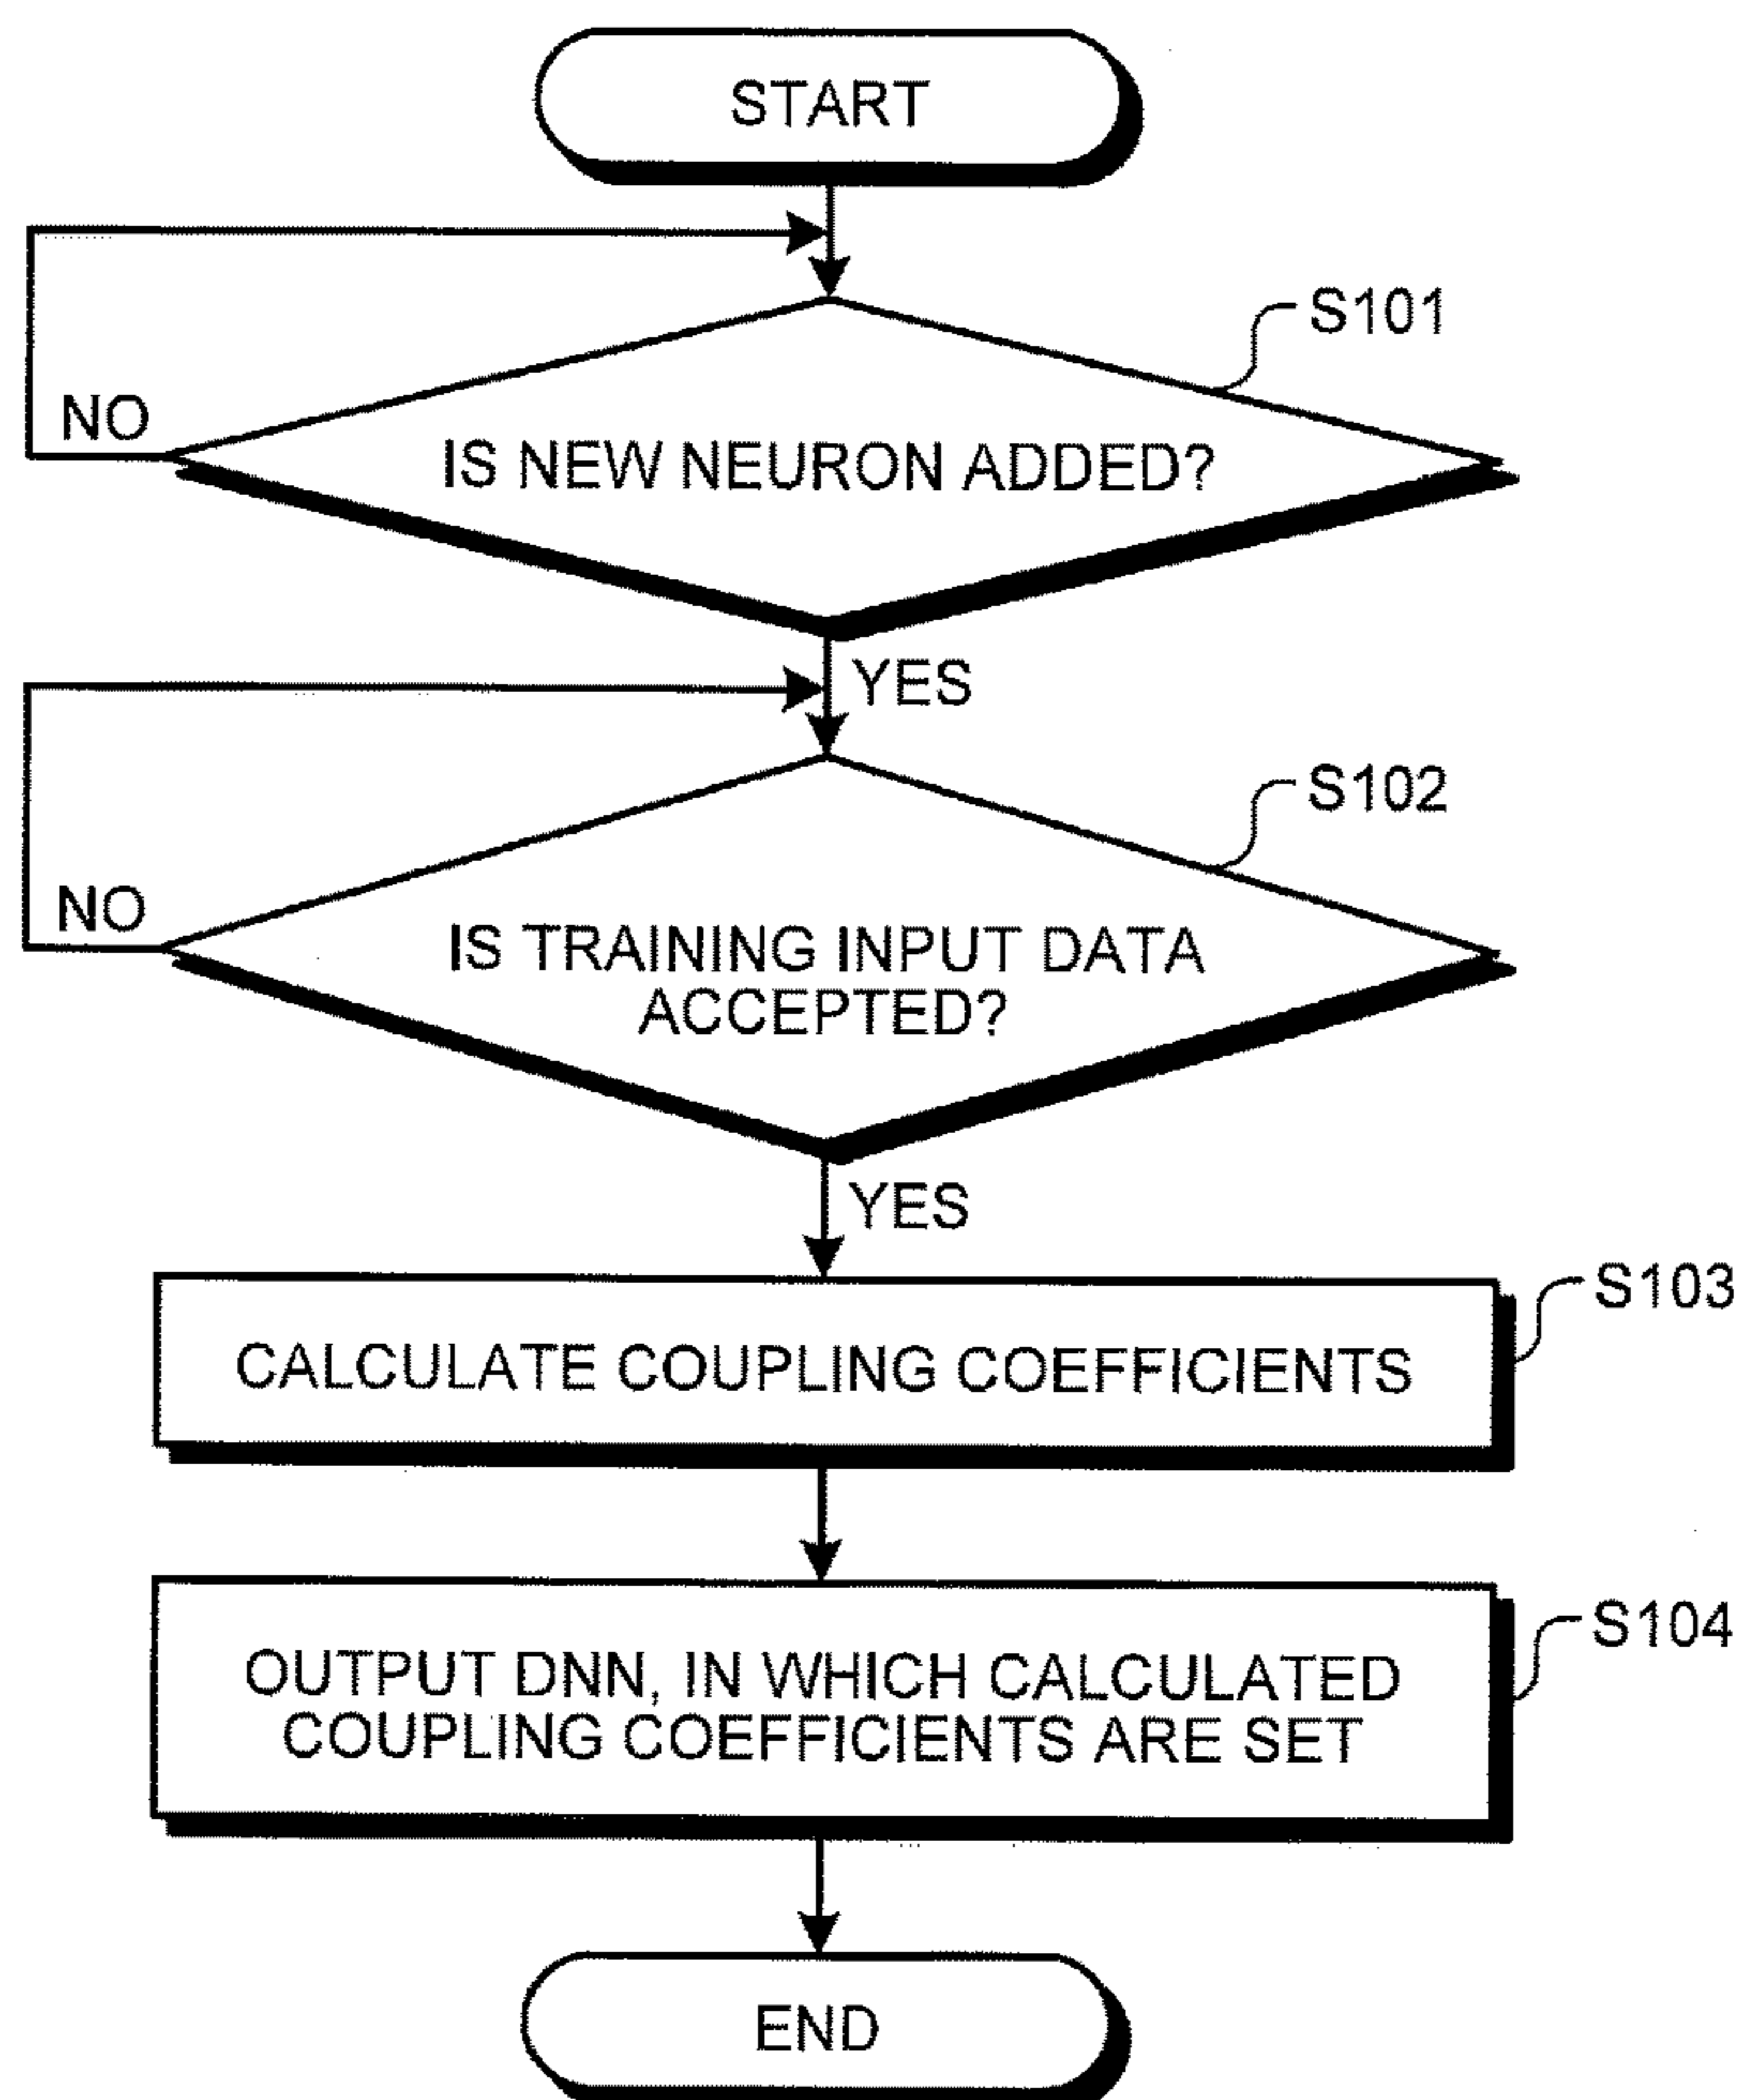 START
S101
NO
IS NEW NEURON ADDED?
YES
S102
NO
IS TRAINING INPUT DATA
ACCEPTED?
YES
S103
CALCULATE COUPLING COEFFICIENTS
S104
OUTPUT DNN, IN WHICH CALCULATED
COUPLING COEFFICIENTS ARE SET
END